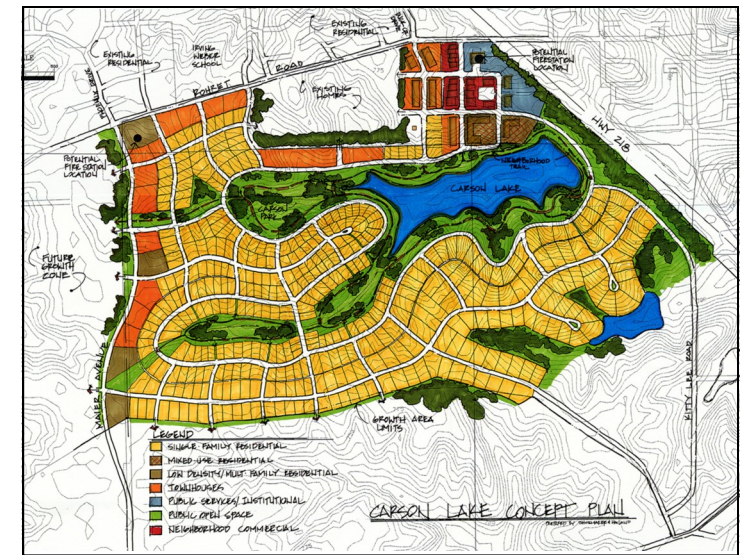 EXISTING
RESIDENTIAL
EXISTING
RESIDENTIAL
IRVING
WEBER
SCHOOL
ROHRET ROAD
EXISTING
HOMES
POTENTIAL
FIRESTATION
LOCATION
HWY 218
POTENTIAL
FIRE STATION
LOCATION
NEIGHBORHOOD
TRAIL
CARSON LAKE
CARSON
PARK
FUTURE
GROWTH
ZONE
MAIER AVENUE
KITTY LEE ROAD
GROWTH AREA
LIMITS
LEGEND
SINGLE FAMILY RESIDENTIAL
MIXED USE RESIDENTIAL
LOW DENSITY/MULTI FAMILY RESIDENTIAL
TOWNHOUSES
PUBLIC SERVICES/INSTITUTIONAL
PUBLIC OPEN SPACE
NEIGHBORHOOD COMMERCIAL
CARSON LAKE CONCEPT PLAN